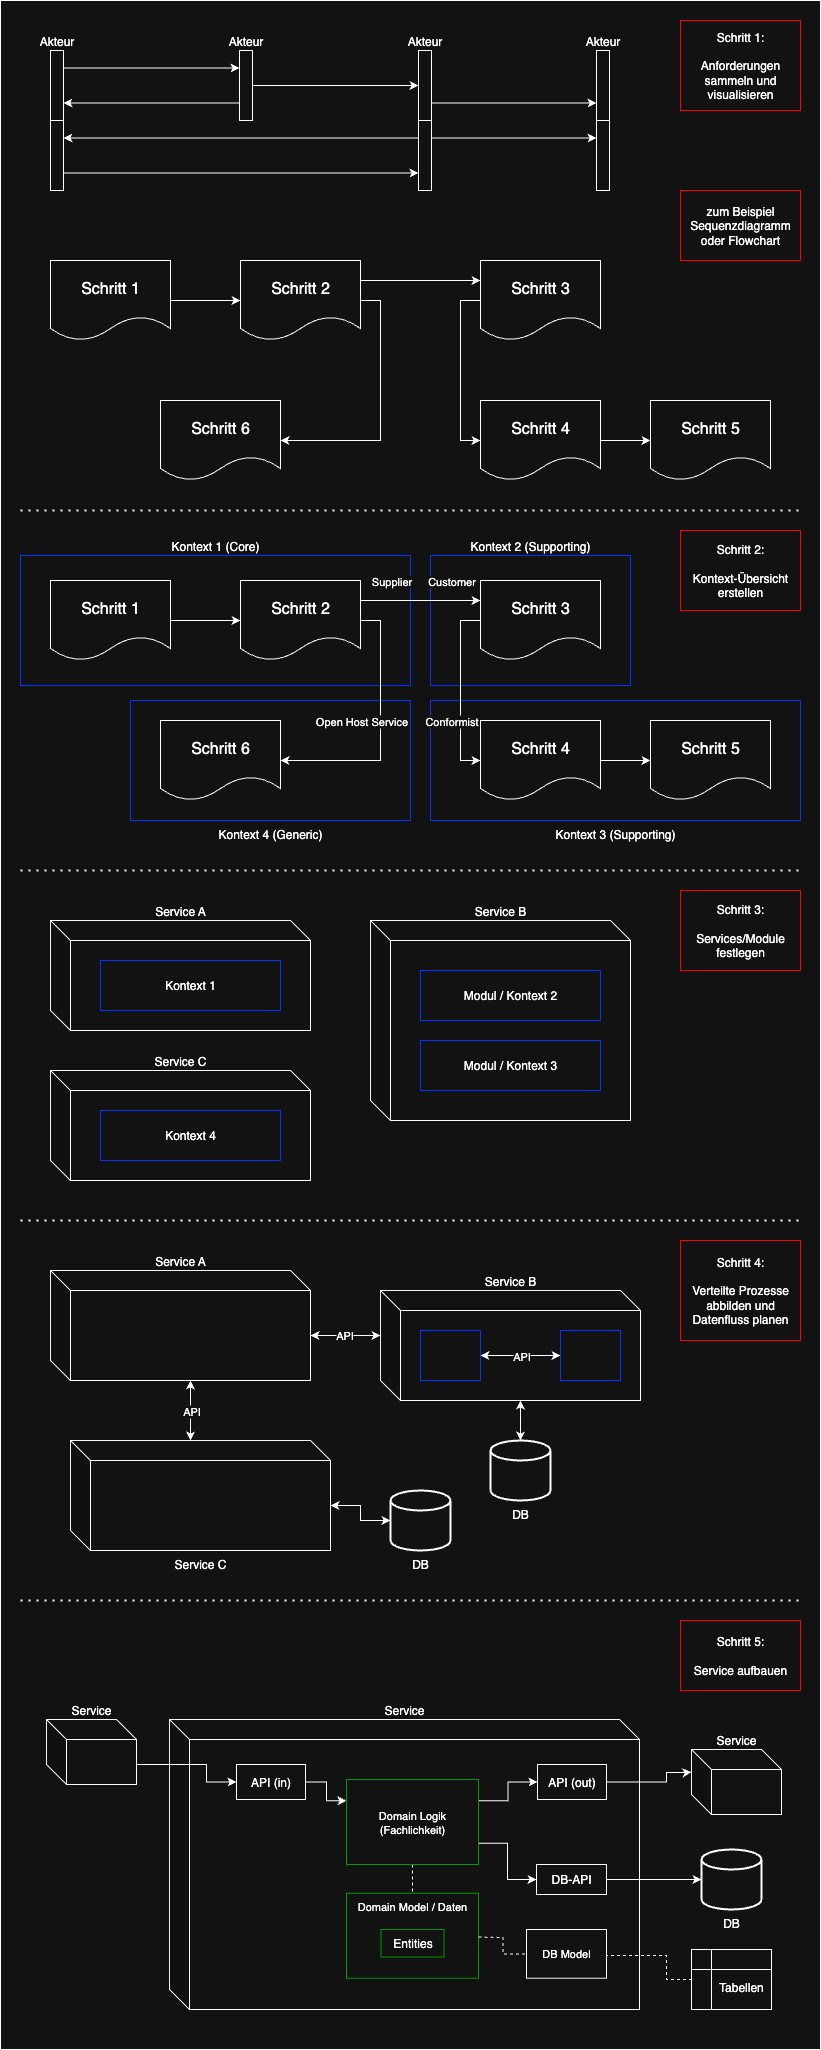 Akteur
Akteur
Akteur
Akteur
Schritt 1:
Anforderungen
sammeln und
visualisieren
zum Beispiel
Sequenzdiagramm
oder Flowchart
Schritt 1
Schritt 2
Schritt 3
Schritt 6
Schritt 4
Schritt 5
Schritt 2:
Kontext-Übersicht
erstellen
Kontext 1 (Core)
Kontext 2 (Supporting)
Supplier
Customer
Schritt 1
Schritt 2
Schritt 3
Open Host Service
Conformist
Schritt 6
Schritt 4
Schritt 5
Kontext 4 (Generic)
Kontext 3 (Supporting)
Schritt 3:
Services/Module
festlegen
Service A
Service B
Kontext 1
Modul / Kontext 2
Service C
Modul / Kontext 3
Kontext 4
Schritt 4:
Verteilte Prozesse
abbilden und
Datenfluss planen
Service A
Service B
API
API
API
DB
Service C
DB
Schritt 5:
Service aufbauen
Service
Service
Service
API (in)
API (out)
Domain Logik
(Fachlichkeit)
DB-API
DB
Domain Model / Daten
Entities
DB Model
Tabellen